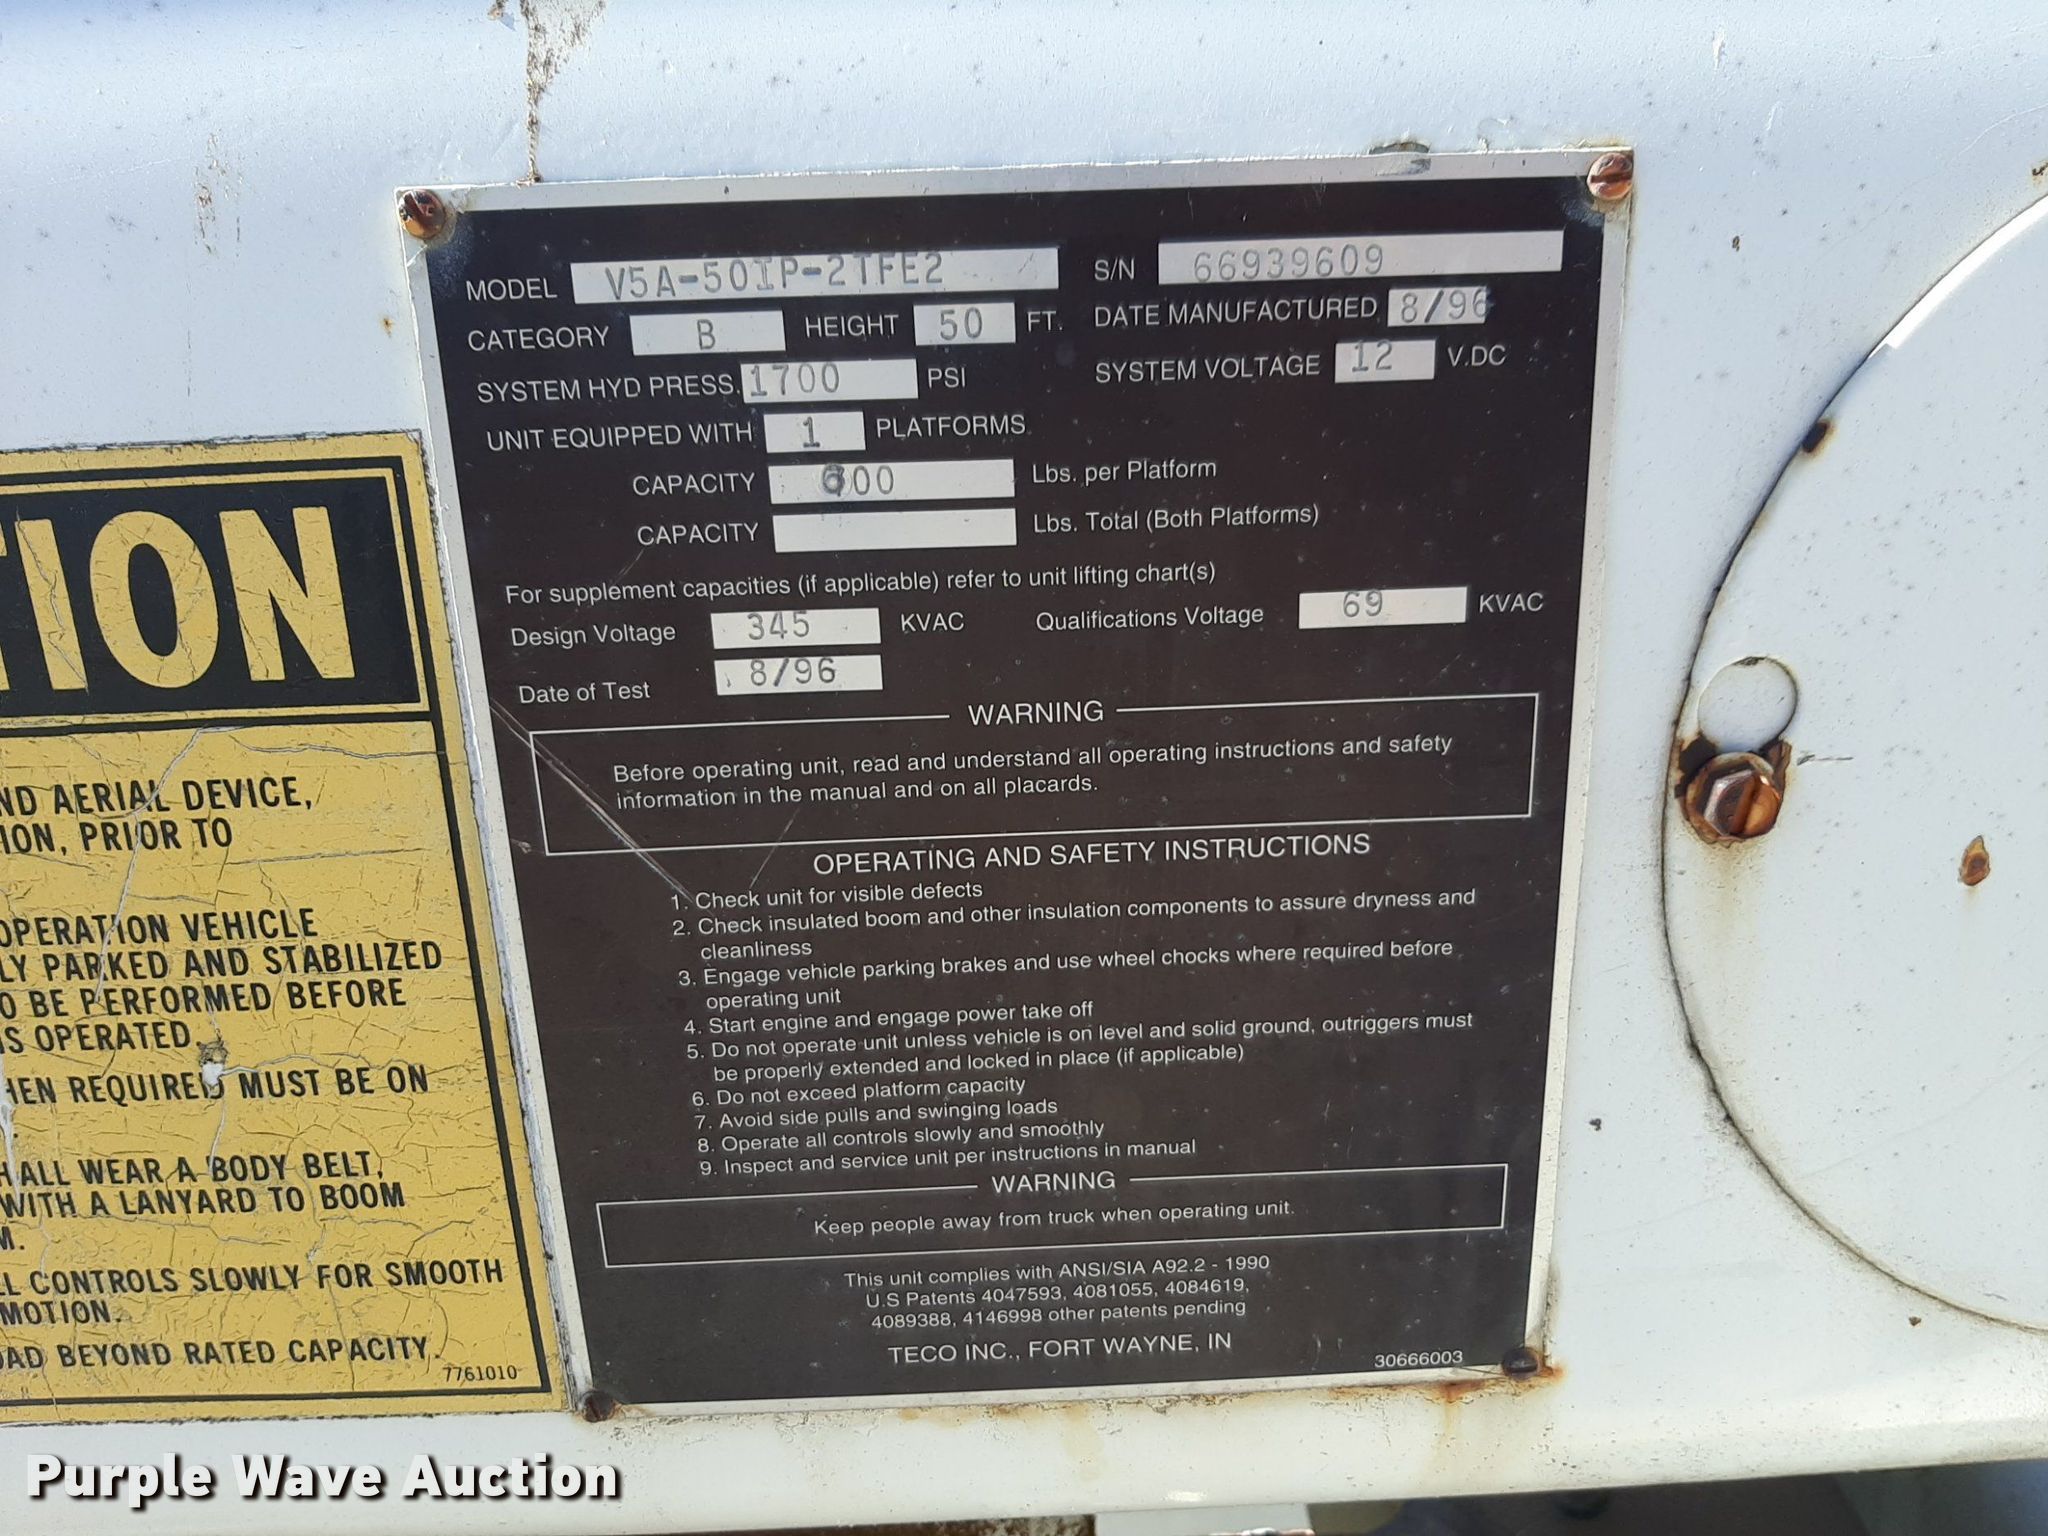 MODEL V5A-50IP-2TFE2 S/N 66939609
CATEGORY B HEIGHT 50 FT. DATE MANUFACTURED 8/96
SYSTEM HYD PRESS. 1700 PSI SYSTEM VOLTAGE 12 V.DC
UNIT EQUIPPED WITH 1 PLATFORMS
CAPACITY Lbs. per Platform
CAPACITY Lbs. Total (Both Platforms)
For supplement capacities (if applicable) refer to unit lifting chart(s)
Design Voltage 345 KVAC Qualifications Voltage 69 KVAC
Date of Test 8/96
WARNING
Before operating unit, read and understand all operating instructions and safety
information in the manual and on all placards.
OPERATING AND SAFETY INSTRUCTIONS
1. Check unit for visible defects
2. Check insulated boom and other insulation components to assure dryness and
cleanliness
3. Engage vehicle parking brakes and use wheel chocks where required before
operating unit
4. Start engine and engage power take off
5. Do not operate unit unless vehicle is on level and solid ground, outriggers must
be properly extended and locked in place (if applicable)
6. Do not exceed platform capacity
7. Avoid side pulls and swinging loads
8. Operate all controls slowly and smoothly
9. Inspect and service unit per instructions in manual
WARNING
Keep people away from truck when operating unit.
This unit complies with ANSI/SIA A92.2 - 1990
U.S Patents 4047593, 4081055, 4084619,
4089388, 4146998 other patents pending
TECO INC., FORT WAYNE, IN
30666003
TION
ND AERIAL DEVICE,
ION, PRIOR TO
OPERATION VEHICLE
LY PARKED AND STABILIZED
O BE PERFORMED BEFORE
IS OPERATED.
HEN REQUIRED MUST BE ON
HALL WEAR A BODY BELT,
WITH A LANYARD TO BOOM
M.
LL CONTROLS SLOWLY FOR SMOOTH
MOTION.
OAD BEYOND RATED CAPACITY.
7761010
Purple Wave Auction